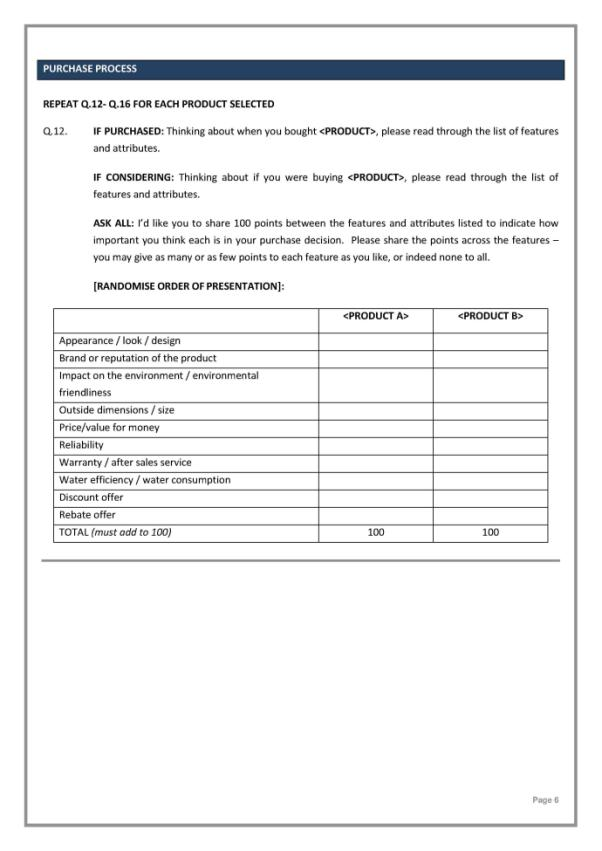 PURCHASE PROCESS
REPEAT Q.12- Q.16 FOR EACH PRODUCT SELECTED
Q.12. IF PURCHASED: Thinking about when you bought <PRODUCT>, please read through the list of features
and attributes.
IF CONSIDERING: Thinking about if you were buying <PRODUCT>, please read through the list of
features and attributes.
ASK ALL: I'd like you to share 100 points between the features and attributes listed to indicate how
important you think each is in your purchase decision. Please share the points across the features –
you may give as many or as few points to each feature as you like, or indeed none to all.
[RANDOMISE ORDER OF PRESENTATION]:
<PRODUCT A> <PRODUCT B>
Appearance / look / design
Brand or reputation of the product
Impact on the environment / environmental
friendliness
Outside dimensions / size
Price/value for money
Reliability
Warranty / after sales service
Water efficiency / water consumption
Discount offer
Rebate offer
TOTAL (must add to 100) 100 100
Page 6